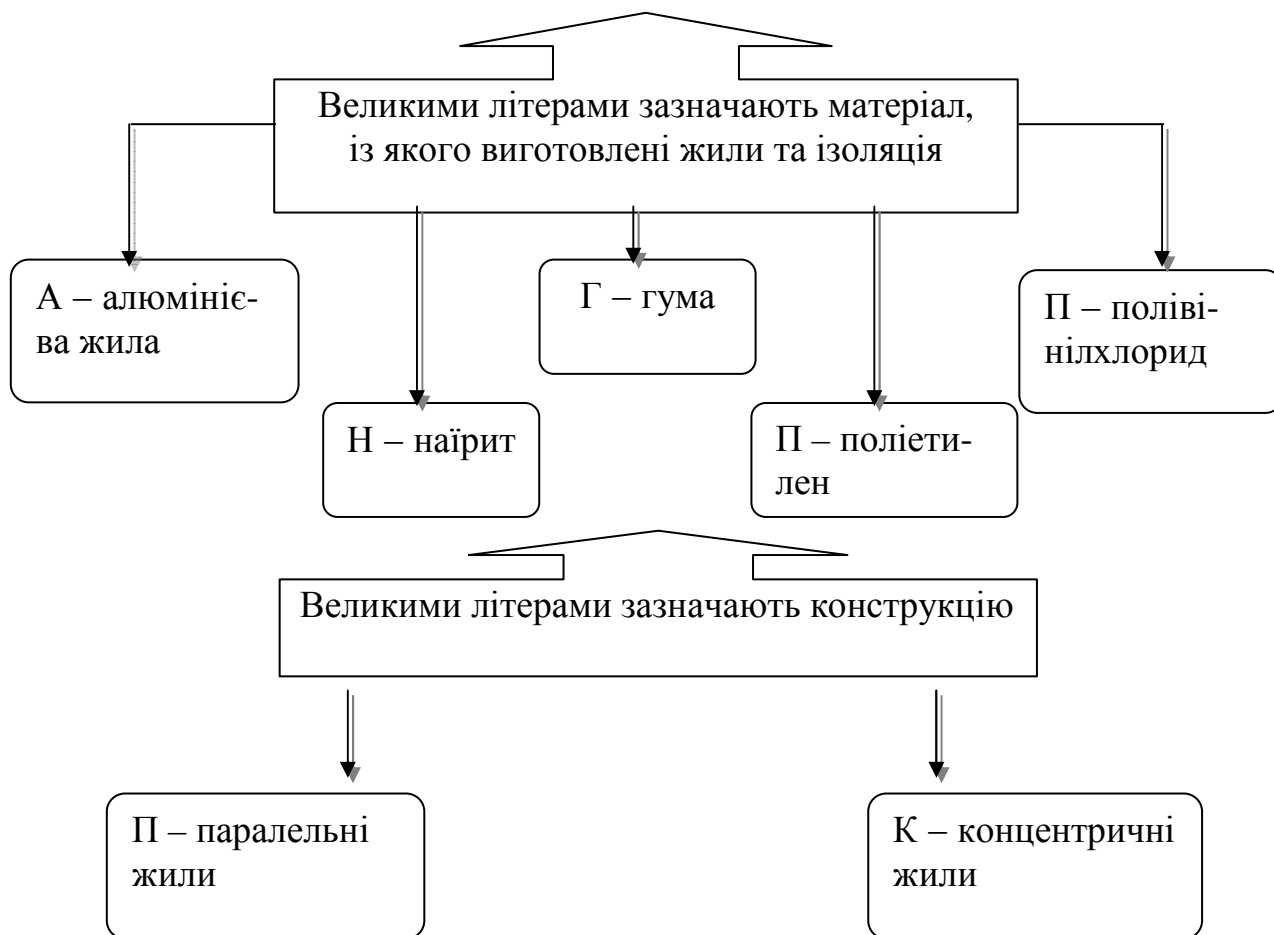 Великими літерами зазначають матеріал,
із якого виготовлені жили та ізоляція
А – алюмініє-
ва жила
Н – наїрит
Г – гума
П – поліети-
лен
П – поліві-
нілхлорид
Великими літерами зазначають конструкцію
П – паралельні
жили
К – концентричні
жили